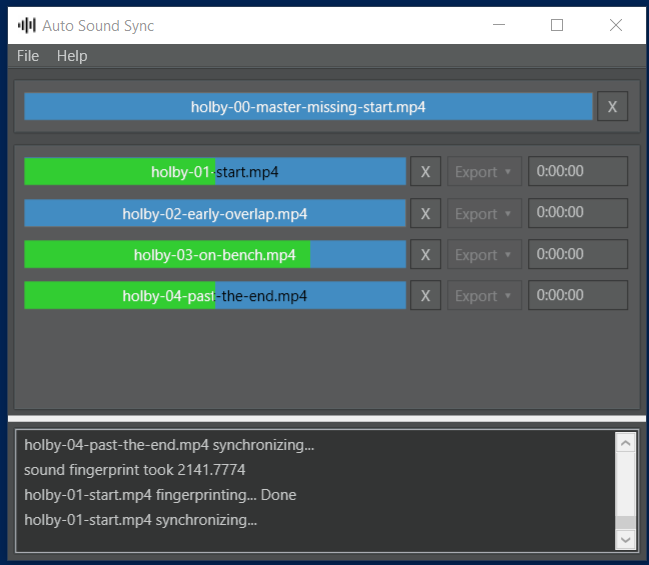 Auto Sound Sync
File Help
holby-00-master-missing-start.mp4 X
holby-01-start.mp4 X Export 0:00:00
holby-02-early-overlap.mp4 X Export 0:00:00
holby-03-on-bench.mp4 X Export 0:00:00
holby-04-past-the-end.mp4 X Export 0:00:00
holby-04-past-the-end.mp4 synchronizing...
sound fingerprint took 2141.7774
holby-01-start.mp4 fingerprinting... Done
holby-01-start.mp4 synchronizing...